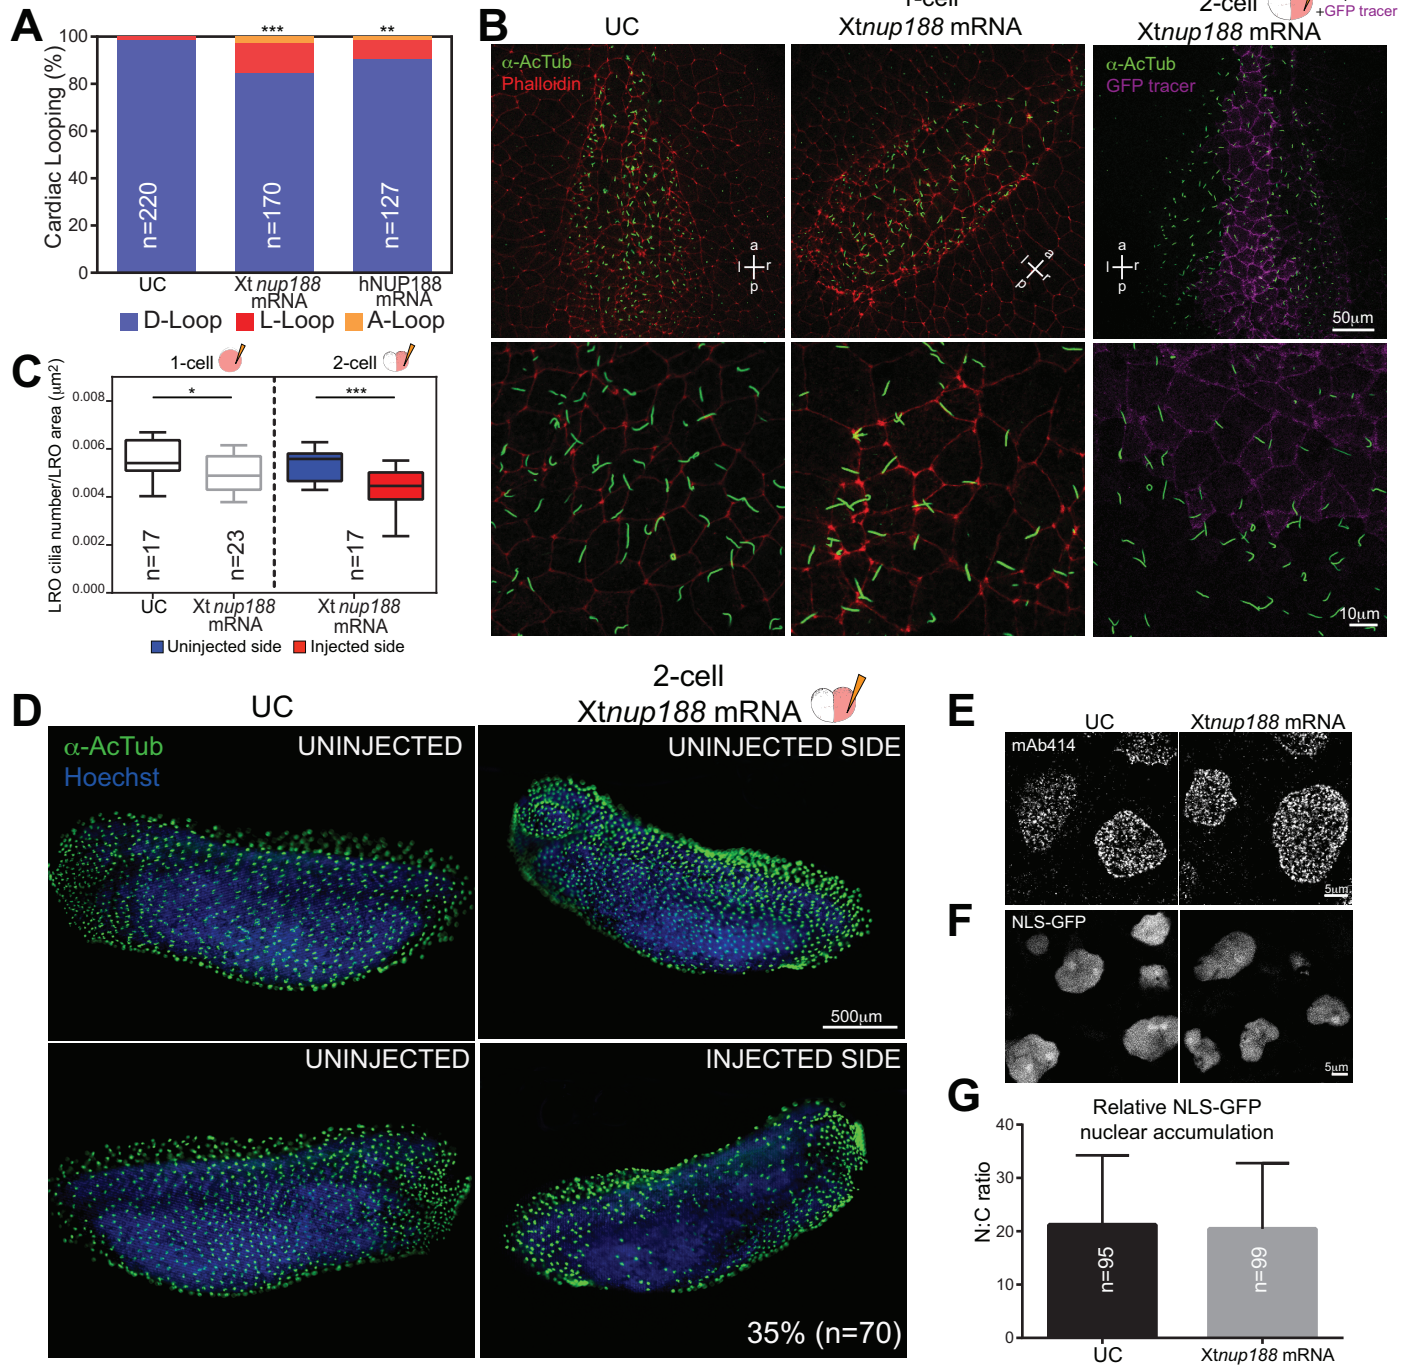 A
Cardiac Looping (%)
100
80
60
40
20
0
***
**
n=220
n=170
n=127
UC
Xt nup188
mRNA
hNUP188
mRNA
D-Loop
L-Loop
A-Loop
B
UC
Xtnup188 mRNA
2-cell
+GFP tracer
Xtnup188 mRNA
α-AcTub
Phalloidin
α-AcTub
GFP tracer
a
l r
p
a
l r
p
a
l r
p
50μm
10μm
C
1-cell
2-cell
LRO cilia number/LRO area (μm2)
0.008
0.006
0.004
0.002
0.000
*
***
n=17
n=23
n=17
UC
Xt nup188
mRNA
Xt nup188
mRNA
Uninjected side
Injected side
D
UC
2-cell
Xtnup188 mRNA
α-AcTub
Hoechst
UNINJECTED
UNINJECTED SIDE
500μm
UNINJECTED
INJECTED SIDE
35% (n=70)
E
UC
Xtnup188 mRNA
mAb414
5μm
F
NLS-GFP
5μm
G
Relative NLS-GFP
nuclear accumulation
N:C ratio
40
30
20
10
0
n=95
n=99
UC
Xtnup188 mRNA